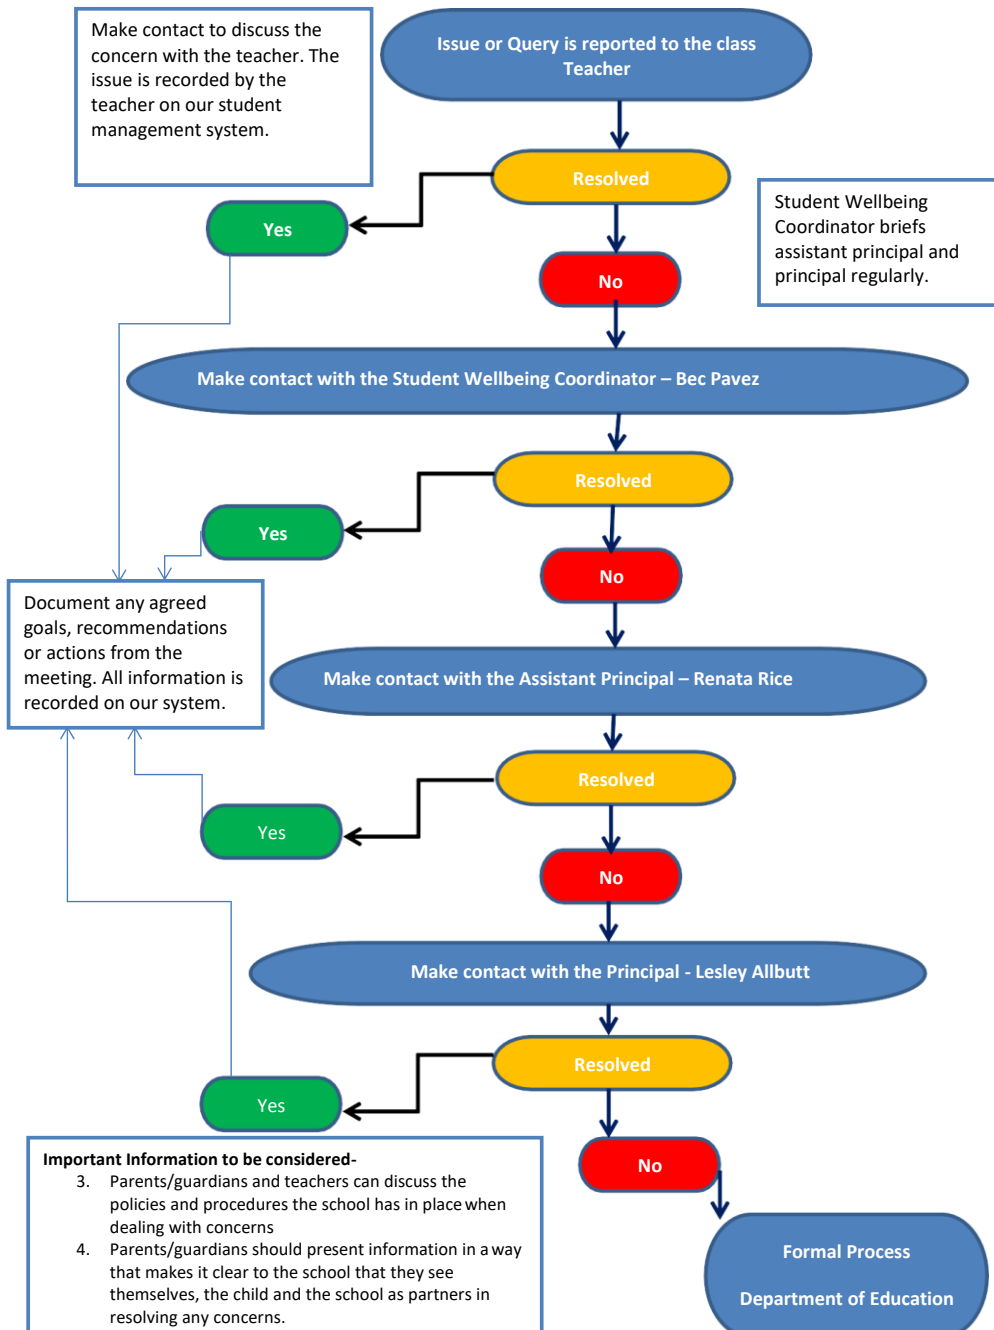 Make contact to discuss the
concern with the teacher. The
issue is recorded by the
teacher on our student
management system.
Issue or Query is reported to the class
Teacher
Resolved
Student Wellbeing
Coordinator briefs
assistant principal and
principal regularly.
Yes
No
Make contact with the Student Wellbeing Coordinator – Bec Pavez
Resolved
Yes
No
Document any agreed
goals, recommendations
or actions from the
meeting. All information is
recorded on our system.
Make contact with the Assistant Principal – Renata Rice
Resolved
Yes
No
Make contact with the Principal - Lesley Allbutt
Resolved
Yes
No
Important Information to be considered-
3. Parents/guardians and teachers can discuss the
policies and procedures the school has in place when
dealing with concerns
4. Parents/guardians should present information in a way
that makes it clear to the school that they see
themselves, the child and the school as partners in
resolving any concerns.
Formal Process
Department of Education